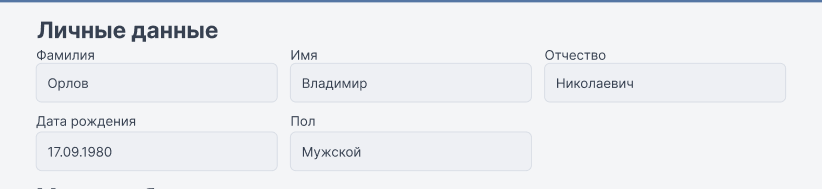 Личные данные
Фамилия Имя Отчество
Орлов Владимир Николаевич
Дата рождения Пол
17.09.1980 Мужской